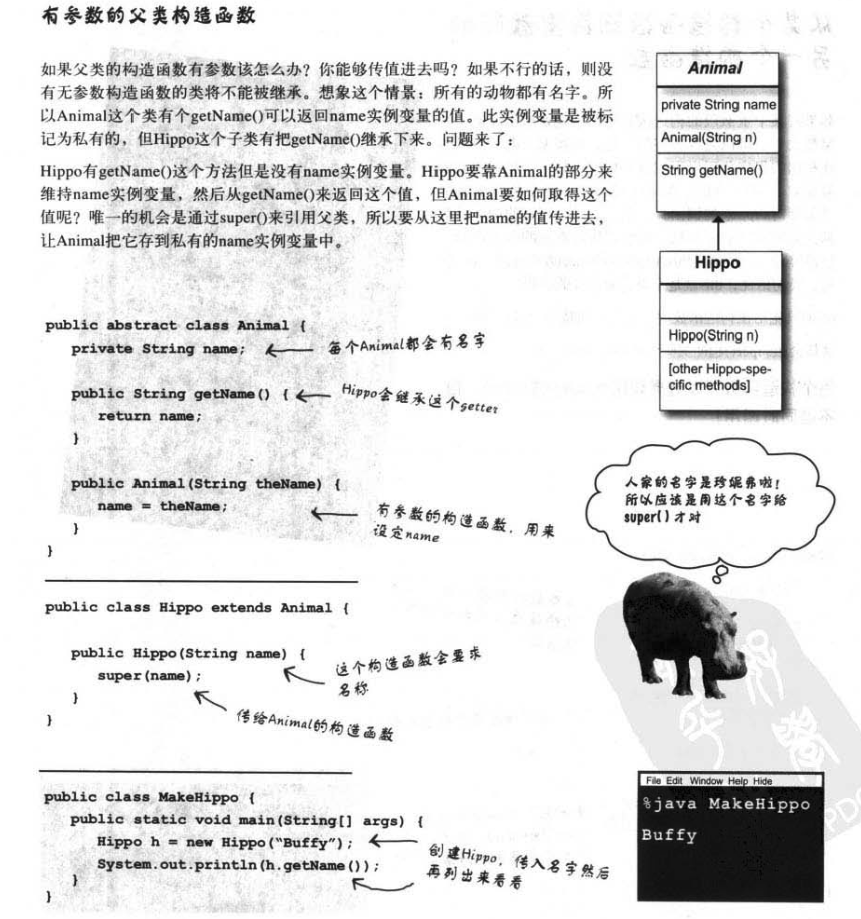 有参数的父类构造函数
如果父类的构造函数有参数该怎么办？你能够传值进去吗？如果不行的话，则没
有无参数构造函数的类将不能被继承。想象这个情景：所有的动物都有名字。所
以Animal这个类有个getName()可以返回name实例变量的值。此实例变量是被标
记为私有的，但Hippo这个子类有把getName()继承下来。问题来了：
Hippo有getName()这个方法但是没有name实例变量。Hippo要靠Animal的部分来
维持name实例变量，然后从getName()来返回这个值，但Animal要如何取得这个
值呢？唯一的机会是通过super()来引用父类，所以要从这里把name的值传进去，
让Animal把它存到私有的name实例变量中。
Animal
private String name
Animal(String n)
String getName()
Hippo
Hippo(String n)
[other Hippo-spe-
cific methods]
public abstract class Animal {
private String name;
每个Animal都会有名字
public String getName() {
Hippo会继承这个getter
return name;
}
public Animal(String theName) {
name = theName;
有参数的构造函数，用来
设定name
}
}
人家的名字是珍妮弗啦！
所以应该是用这个名字给
super()才对
public class Hippo extends Animal {
public Hippo(String name) {
这个构造函数会要求
名称
super(name);
传给Animal的构造函数
}
}
public class MakeHippo {
public static void main(String[] args) {
Hippo h = new Hippo(“Buffy”);
System.out.println(h.getName());
创建Hippo，传入名字然后
再列出来看看
}
}
File Edit Window Help Hide
%java MakeHippo
Buffy